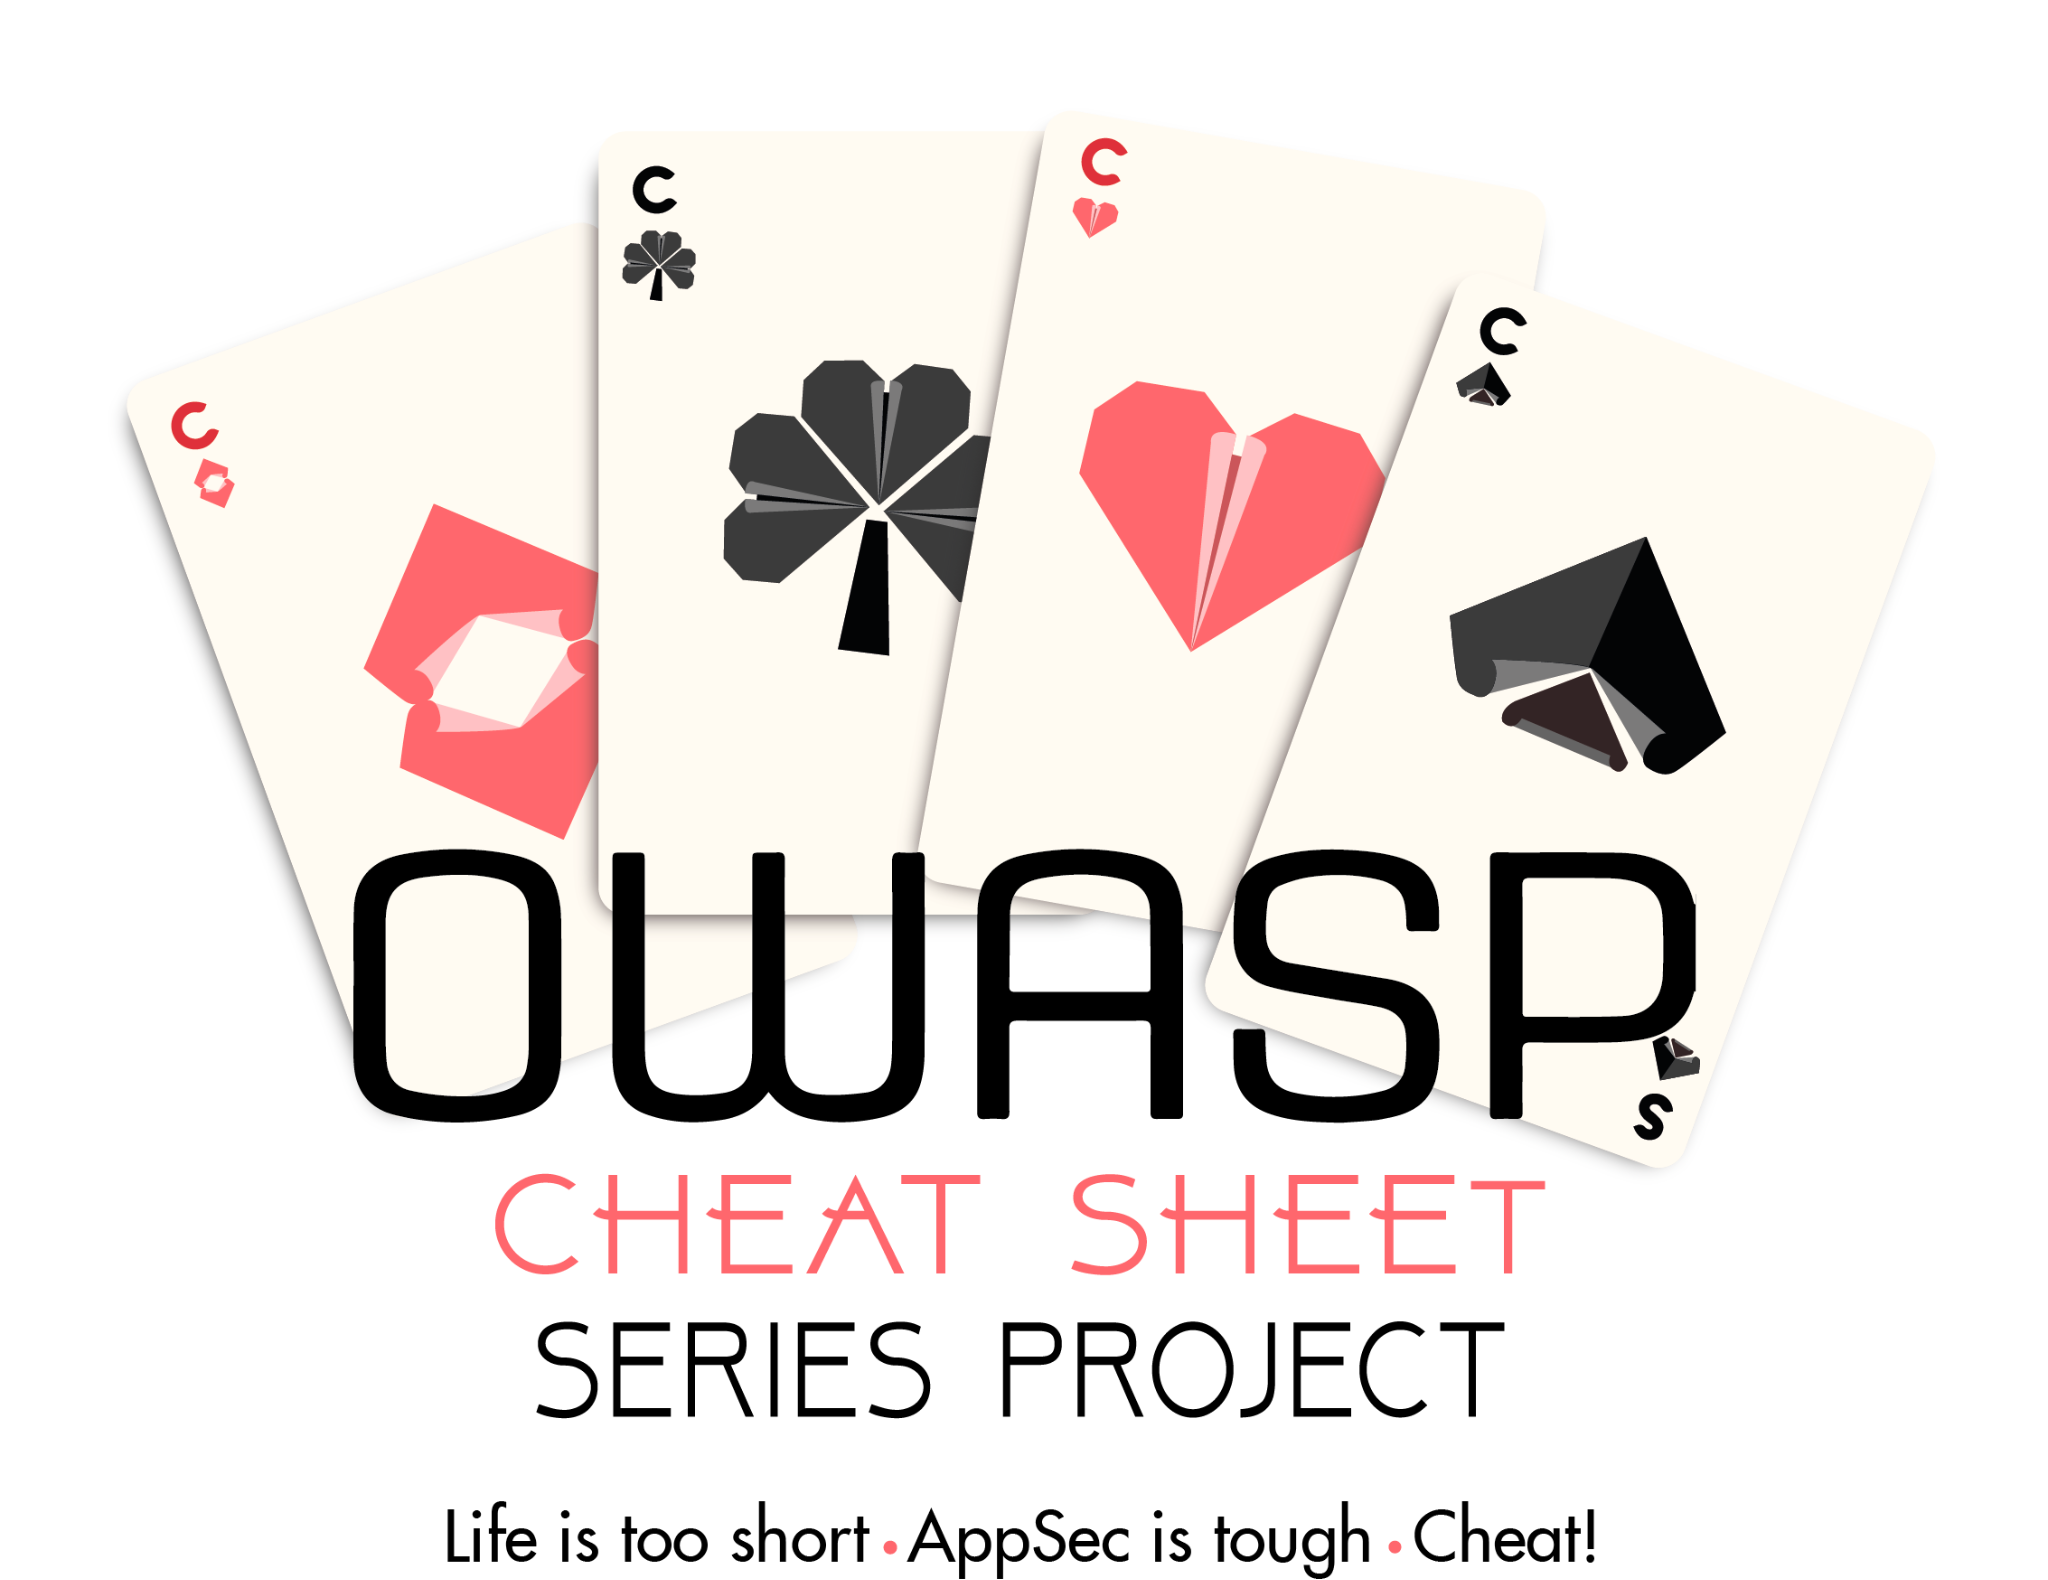 C
C
C
C
OWASP
S
CHEAT SHEET
SERIES PROJECT
Life is too short • AppSec is tough • Cheat!